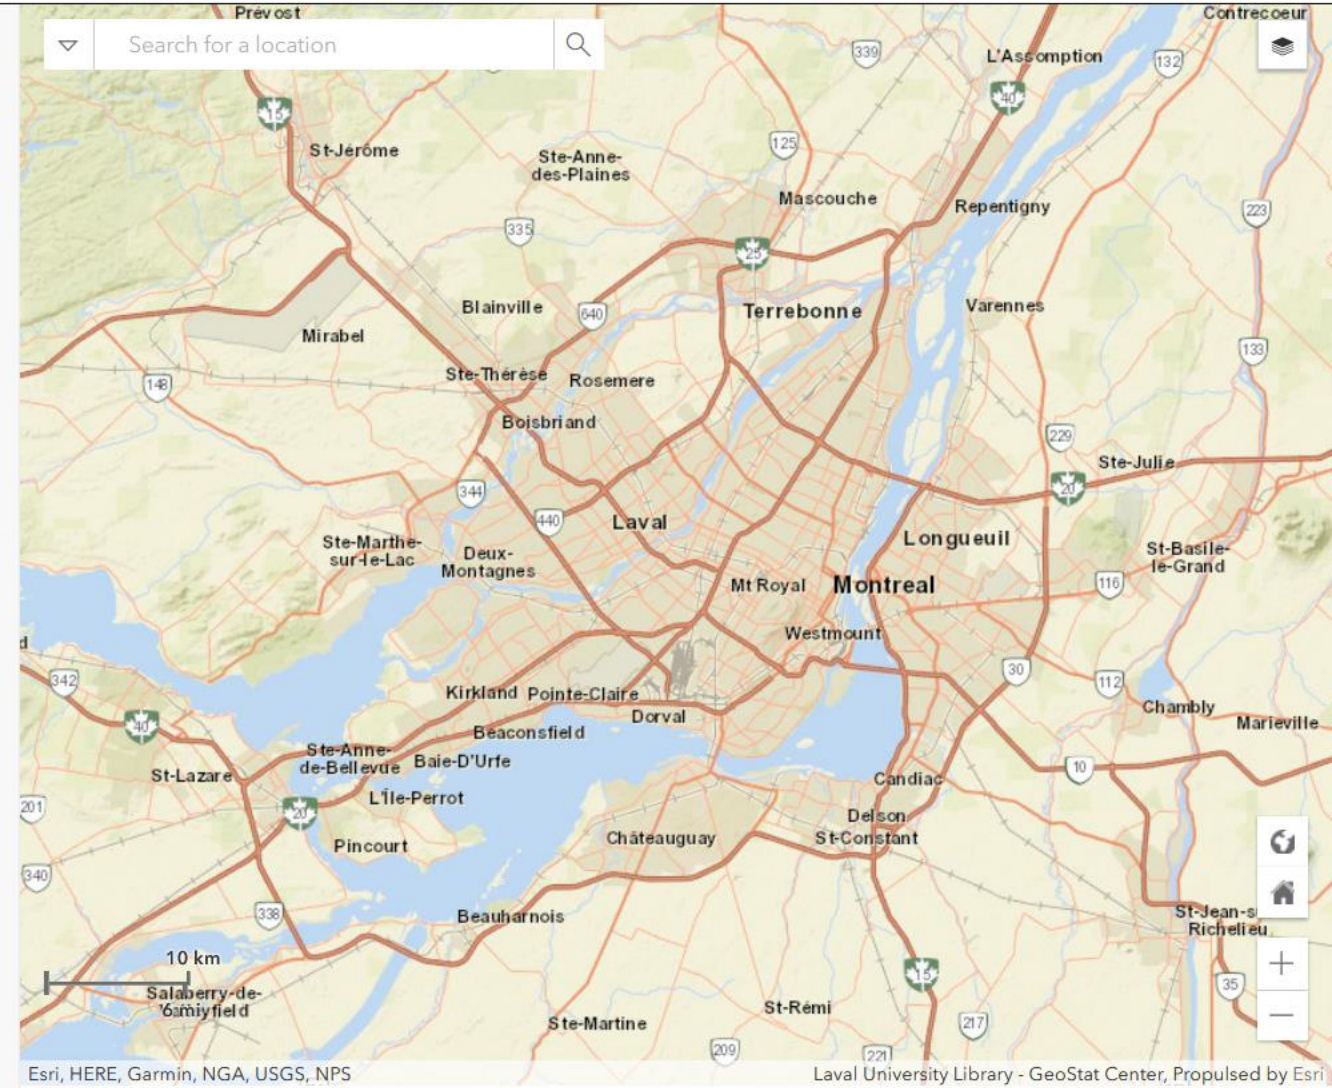 Prévost
Contrecoeur
Search for a location
339
L'Assomption
132
40
15
125
St-Jérôme
Ste-Anne-
des-Plaines
Mascouche
Repentigny
223
335
25
Blainville
640
Terrebonne
Varennes
Mirabel
133
Ste-Thérèse
Rosemere
148
Boisbriand
229
Ste-Julie
20
344
440
Laval
Longueuil
Ste-Marthe-
sur-le-Lac
Deux-
Montagnes
St-Basile-
le-Grand
Mt Royal
Montreal
116
Westmount
d
342
30
112
Kirkland
Pointe-Claire
Chambly
Dorval
Marieville
40
Beaconsfield
Ste-Anne-
de-Bellevue
Baie-D'Urfe
St-Lazare
10
Candiac
L'Île-Perrot
201
20
Delson
St-Constant
Pincourt
Châteauguay
340
338
Beauharnois
St-Jean-s
Richelieu
10 km
15
35
Salaberry-de-
St-Rémi
Ste-Martine
217
209
221
Esri, HERE, Garmin, NGA, USGS, NPS
Laval University Library - GeoStat Center, Propulsed by Esri